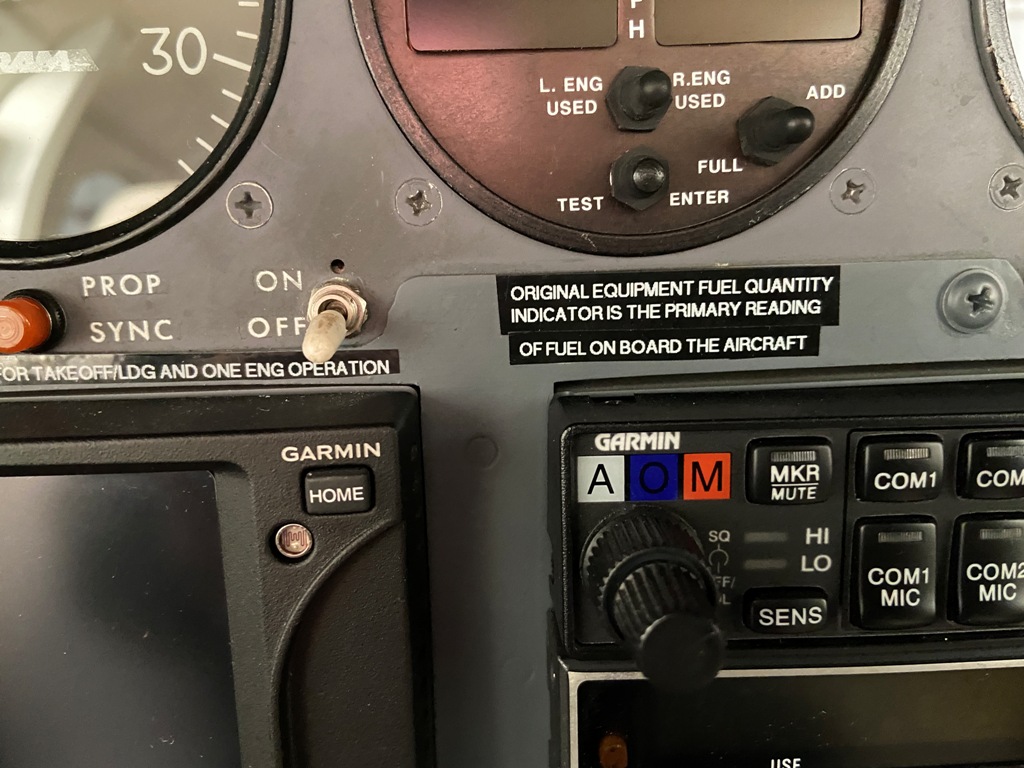 30
RAM
P
H
L. ENG
USED
R.ENG
USED
ADD
FULL
TEST
ENTER
PROP
SYNC
ON
OFF
ORIGINAL EQUIPMENT FUEL QUANTITY
INDICATOR IS THE PRIMARY READING
OF FUEL ON BOARD THE AIRCRAFT
FOR TAKEOFF/LDG AND ONE ENG OPERATION
GARMIN
HOME
GARMIN
A O M
MKR
MUTE
COM1
COM
SQ
HI
LO
SENS
COM1
MIC
COM2
MIC
USE